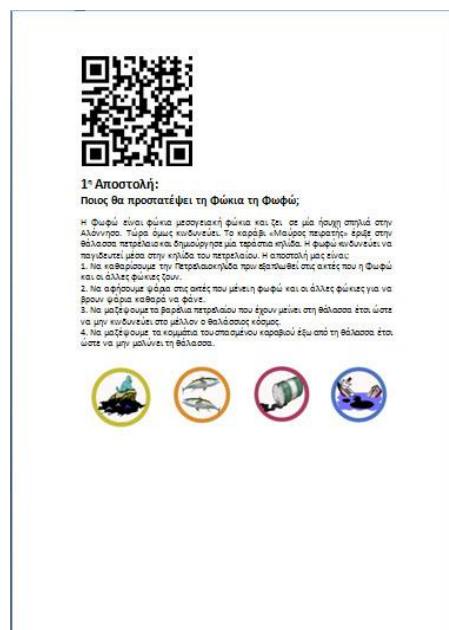 1η Αποστολή:
Ποιος θα προστατέψει τη Φώκια τη Φωφώ;
Η Φωφώ είναι φώκια μεσογειακή φώκια και ζει σε μία ήσυχη σπηλιά στην
Αλόννησο. Τώρα όμως κινδυνεύει. Το καράβι «Μαύρος πειρατής» έριξε στην
θάλασσα πετρέλαιο και δημιούργησε μία τεράστια κηλίδα. Η φωφώ κινδυνεύει να
παγιδευτεί μέσα στην κηλίδα του πετρελαίου. Η αποστολή μας είναι;
1. Να καθαρίσουμε την Πετρελαιοκηλίδα πριν εξαπλωθεί στις ακτές που η Φωφώ
και οι άλλες φώκιες ζουν.
2. Να αφήσουμε ψάρια στις ακτές που μένει η φωφώ και οι άλλες φώκιες για να
βρουν ψάρια καθαρά να φάνε.
3. Να μαζέψουμε τα βαρέλια πετρελαίου που έχουν μείνει στη θάλασσα έτσι ώστε
να μην κινδυνεύει στο μέλλον ο θαλάσσιος κόσμος.
4. Να μαζέψουμε τα κομμάτια του σπασμένου καραβιού έξω από τη θάλασσα έτσι
ώστε να μην μολύνει τη θάλασσα.